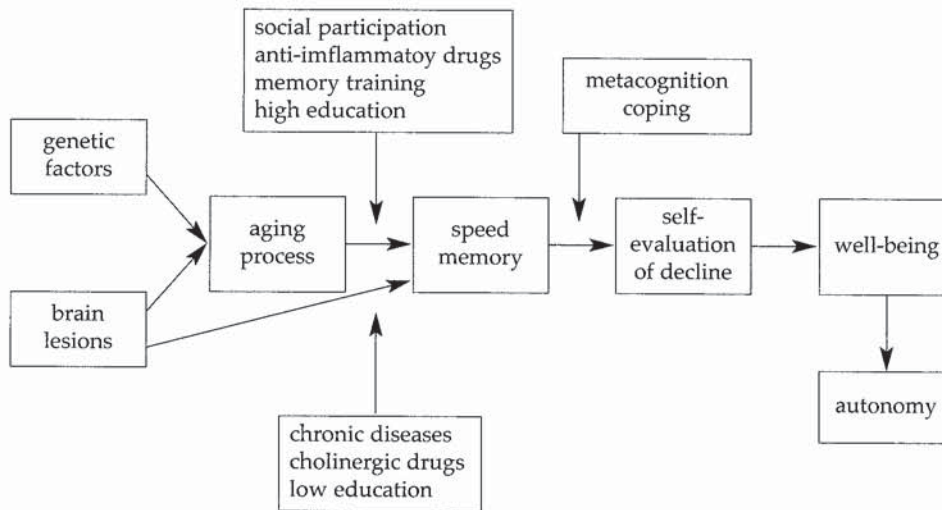 social participation
anti-imflammatoy drugs
memory training
high education
metacognition
coping
genetic
factors
aging
process
speed
memory
self-
evaluation
of decline
well-being
brain
lesions
autonomy
chronic diseases
cholinergic drugs
low education